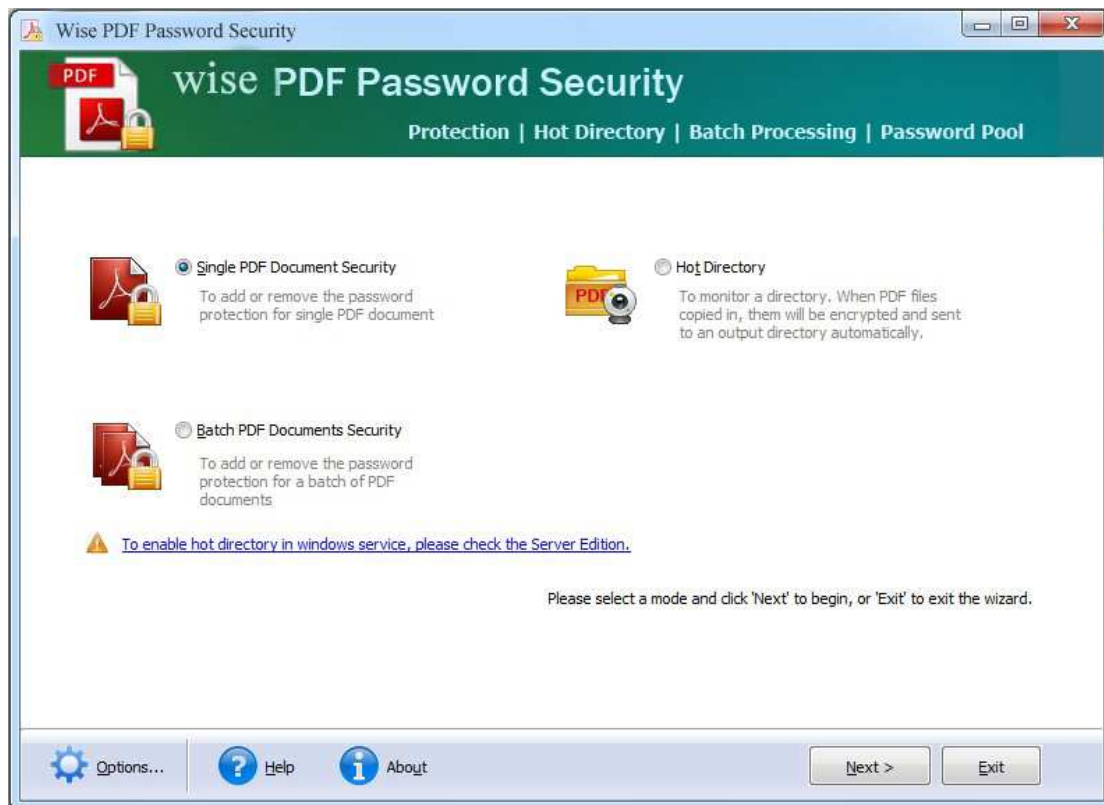 Wise PDF Password Security
PDF
wise PDF Password Security
Protection | Hot Directory | Batch Processing | Password Pool
Single PDF Document Security
To add or remove the password
protection for single PDF document
PDF
Hot Directory
To monitor a directory. When PDF files
copied in, them will be encrypted and sent
to an output directory automatically.
Batch PDF Documents Security
To add or remove the password
protection for a batch of PDF
documents
To enable hot directory in windows service, please check the Server Edition.
Please select a mode and click 'Next' to begin, or 'Exit' to exit the wizard.
Options...
Help
About
Next >
Exit